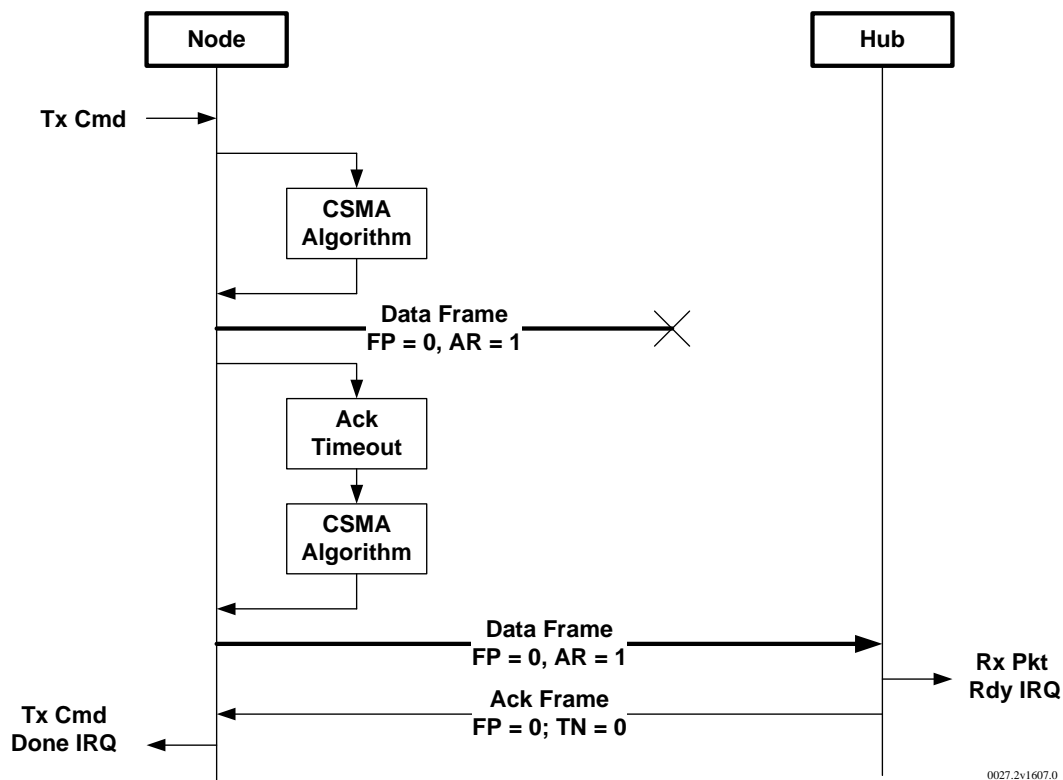 Node
Hub
Tx Cmd
CSMA
Algorithm
Data Frame
FP = 0, AR = 1
Ack
Timeout
CSMA
Algorithm
Data Frame
FP = 0, AR = 1
Rx Pkt
Rdy IRQ
Ack Frame
FP = 0; TN = 0
Tx Cmd
Done IRQ
0027.2v1607.0